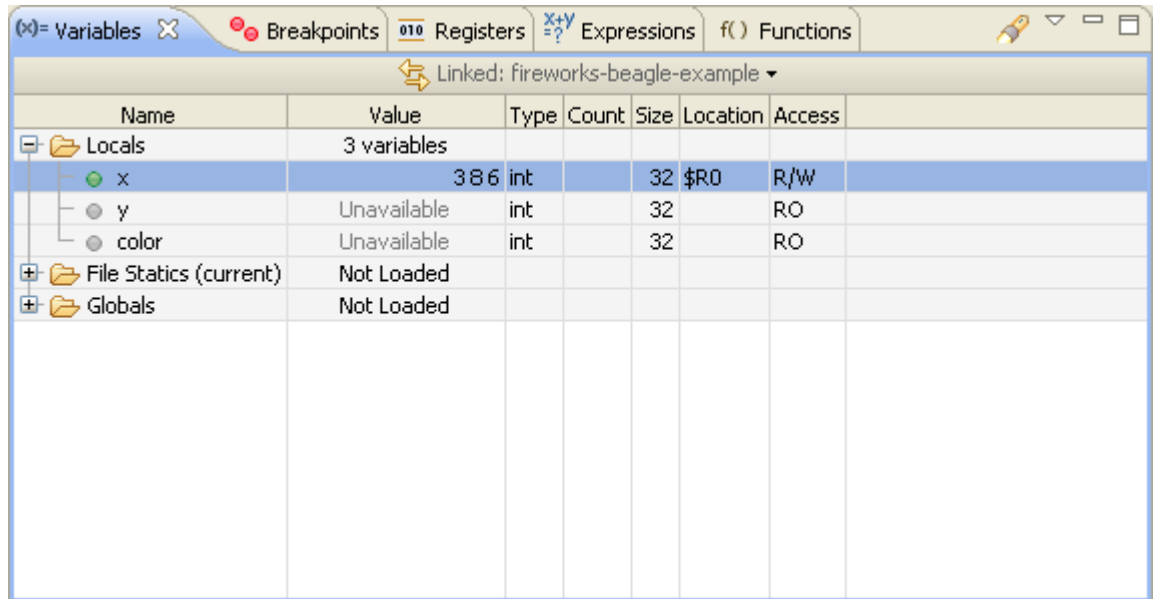 (x)= Variables Breakpoints 010 Registers X+Y =? Expressions f() Functions
Linked: fireworks-beagle-example
Name Value Type Count Size Location Access
Locals 3 variables
x 386 int 32 $R0 R/W
y Unavailable int 32 RO
color Unavailable int 32 RO
File Statics (current) Not Loaded
Globals Not Loaded